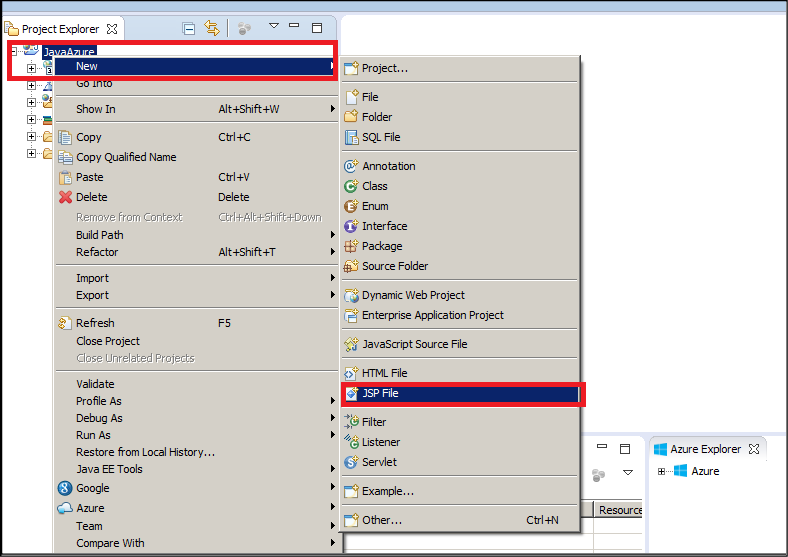 Project Explorer
JavaAzure
New
Go Into
Show In Alt+Shift+W
Copy Ctrl+C
Copy Qualified Name
Paste Ctrl+V
Delete Delete
Remove from Context Ctrl+Alt+Shift+Down
Build Path
Refactor Alt+Shift+T
Import
Export
Refresh F5
Close Project
Close Unrelated Projects
Validate
Profile As
Debug As
Run As
Restore from Local History...
Java EE Tools
Google
Azure
Team
Compare With
Project...
File
Folder
SQL File
Annotation
Class
Enum
Interface
Package
Source Folder
Dynamic Web Project
Enterprise Application Project
JavaScript Source File
HTML File
JSP File
Filter
Listener
Servlet
Example...
Other... Ctrl+N
Resource
Azure Explorer
Azure